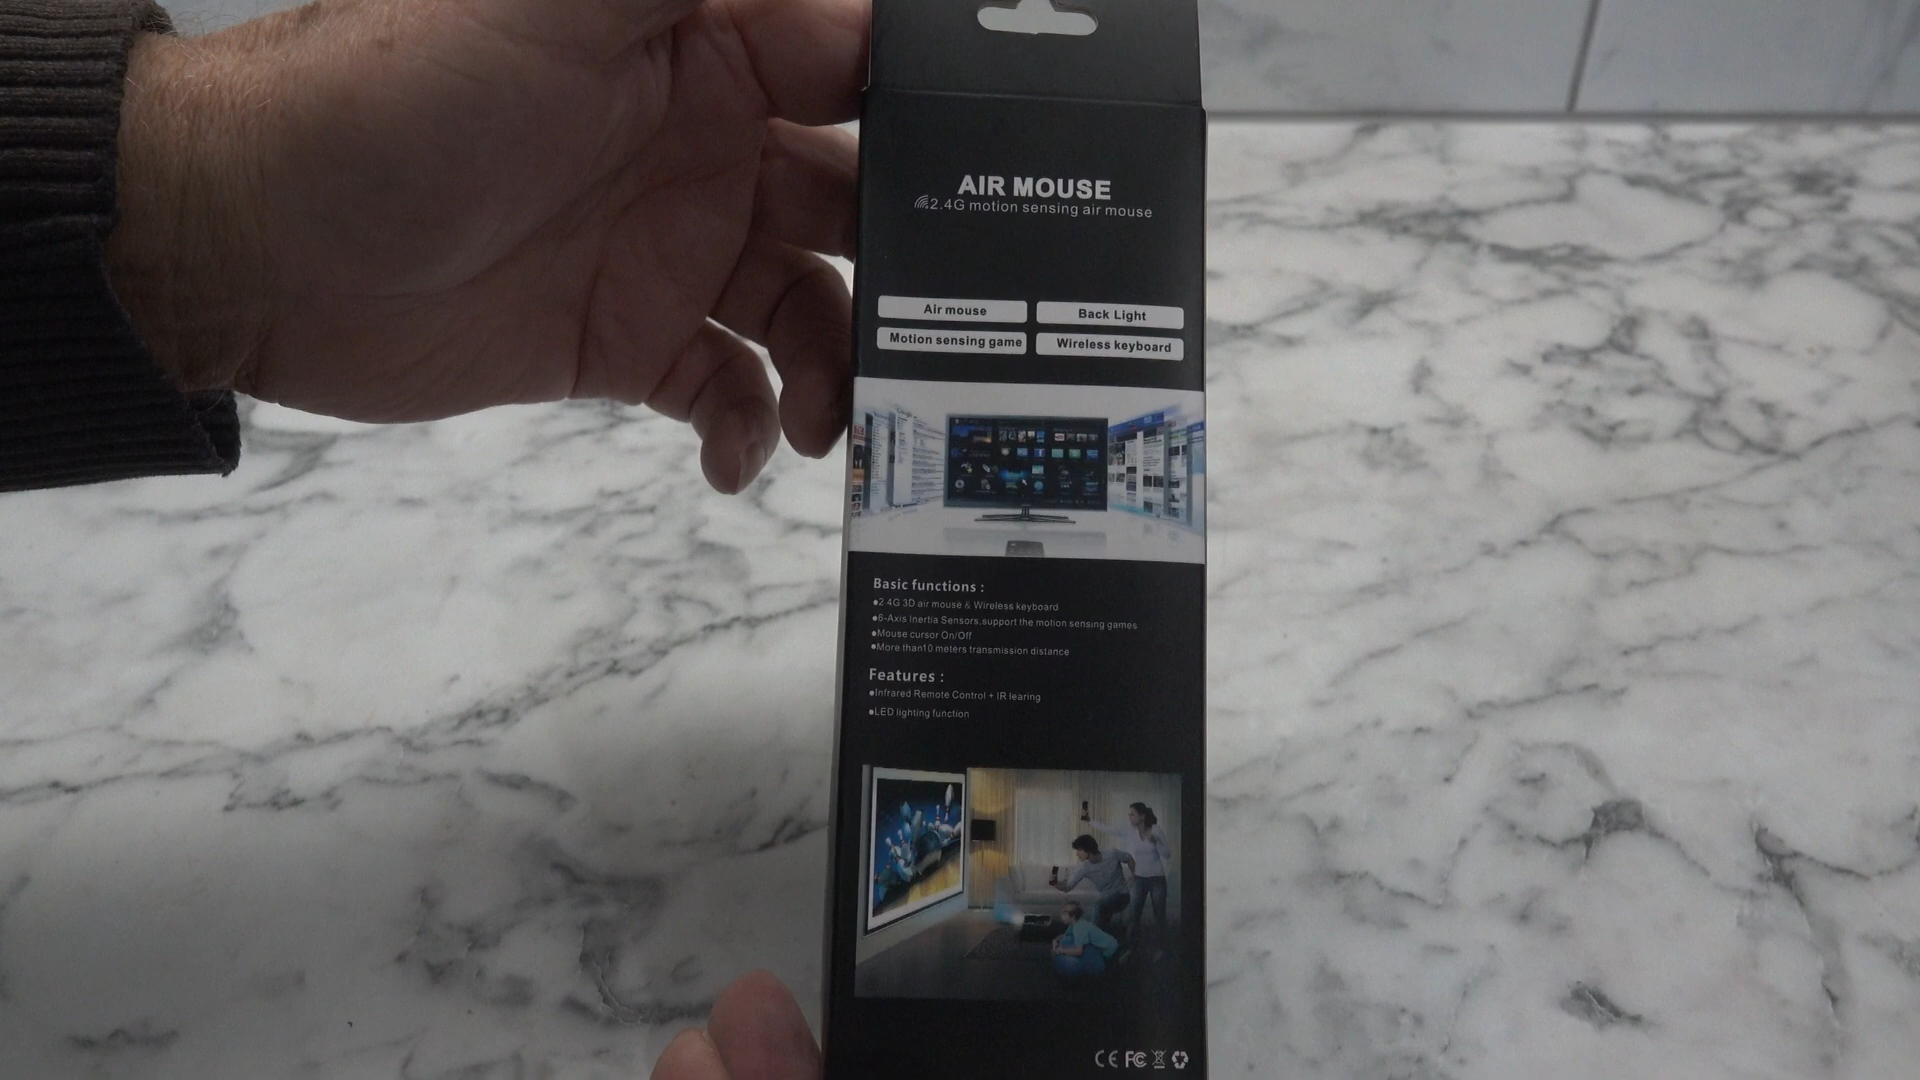 AIR MOUSE
2.4G motion sensing air mouse
Air mouse
Back Light
Motion sensing game
Wireless keyboard
Basic functions :
●2 4G 3D air mouse & Wireless keyboard
●6-Axis Inertia Sensors,support the motion sensing games
●Mouse cursor On/Off
●More than10 meters transmission distance
Features :
●Infrared Remote Control + IR learing
●LED lighting function
CE FC